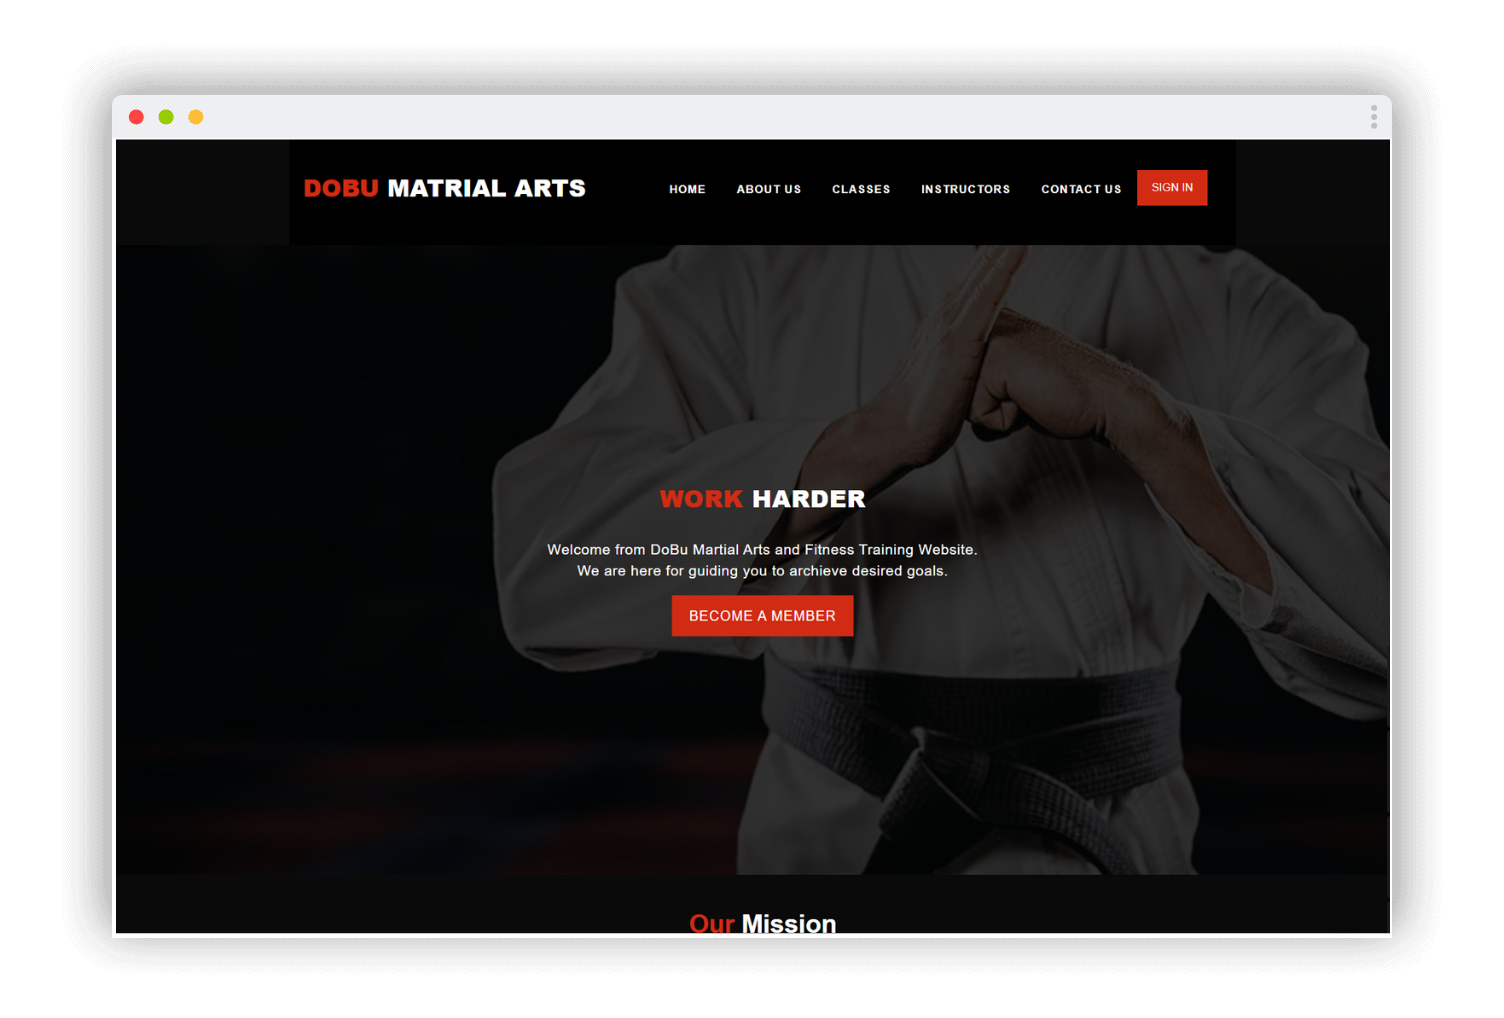 DOBU MATRIAL ARTS
HOME ABOUT US CLASSES INSTRUCTORS CONTACT US SIGN IN
WORK HARDER
Welcome from DoBu Martial Arts and Fitness Training Website.
We are here for guiding you to archieve desired goals.
BECOME A MEMBER
Our Mission